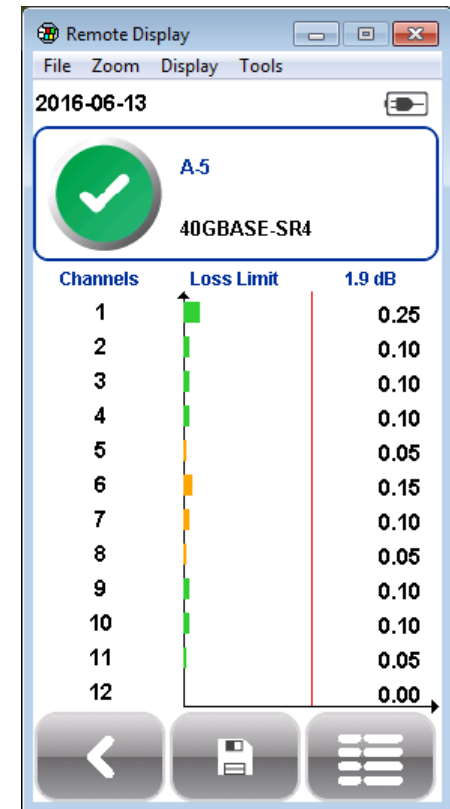 Remote Display
File Zoom Display Tools
2016-06-13
A-5
40GBASE-SR4
Channels Loss Limit 1.9 dB
1 0.25
2 0.10
3 0.10
4 0.10
5 0.05
6 0.15
7 0.10
8 0.05
9 0.10
10 0.10
11 0.05
12 0.00